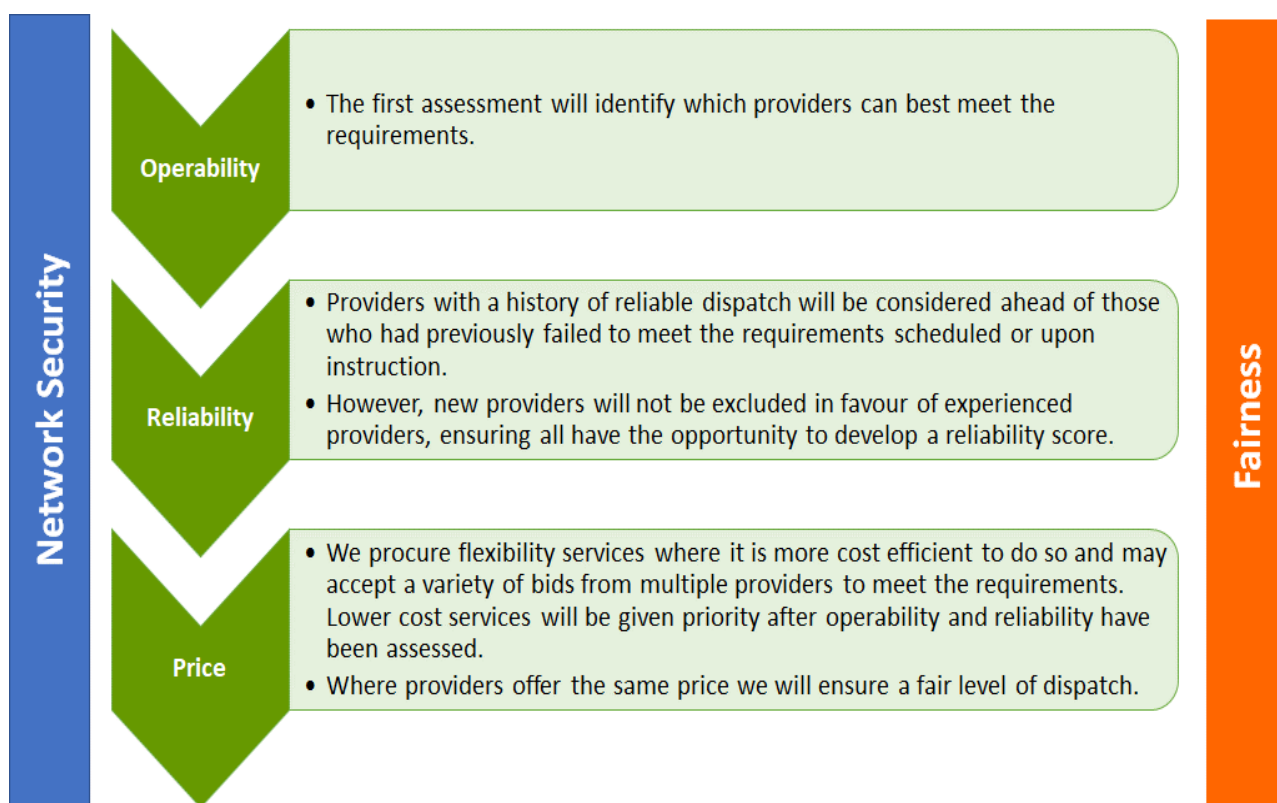 Network Security
Operability
• The first assessment will identify which providers can best meet the
requirements.
Reliability
• Providers with a history of reliable dispatch will be considered ahead of those
who had previously failed to meet the requirements scheduled or upon
instruction.
• However, new providers will not be excluded in favour of experienced
providers, ensuring all have the opportunity to develop a reliability score.
Price
• We procure flexibility services where it is more cost efficient to do so and may
accept a variety of bids from multiple providers to meet the requirements.
Lower cost services will be given priority after operability and reliability have
been assessed.
• Where providers offer the same price we will ensure a fair level of dispatch.
Fairness